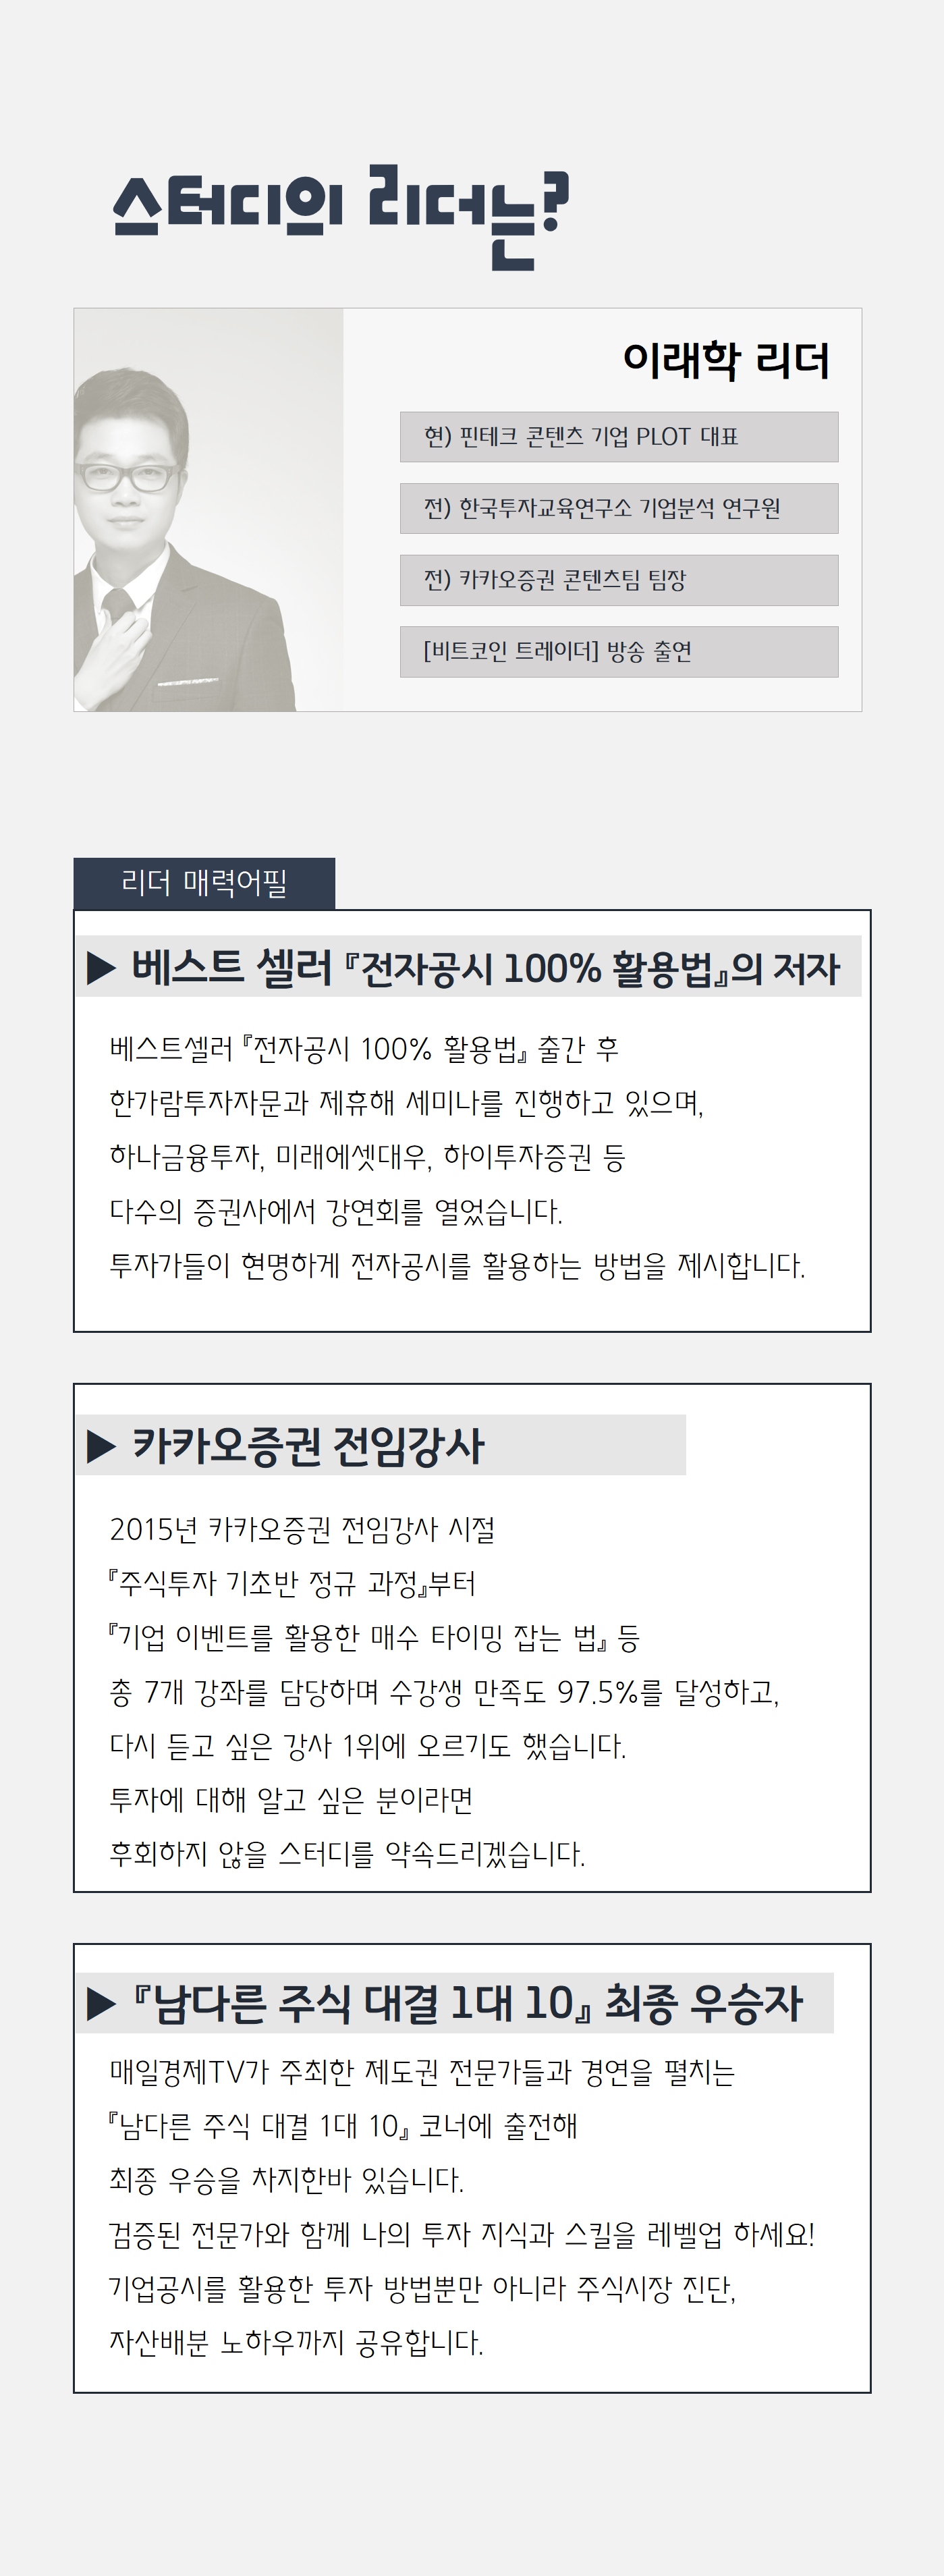 스터디의 리더는?
이래학 리더
현) 핀테크 콘텐츠 기업 PLOT 대표
전) 한국투자교육연구소 기업분석 연구원
전) 카카오증권 콘텐츠팀 팀장
[비트코인 트레이더] 방송 출연
리더 매력어필
▶ 베스트 셀러 『전자공시 100% 활용법』의 저자
베스트셀러 『전자공시 100% 활용법』 출간 후
한가람투자자문과 제휴해 세미나를 진행하고 있으며,
하나금융투자, 미래에셋대우, 하이투자증권 등
다수의 증권사에서 강연회를 열었습니다.
투자가들이 현명하게 전자공시를 활용하는 방법을 제시합니다.
▶ 카카오증권 전임강사
2015년 카카오증권 전임강사 시절
『주식투자 기초반 정규 과정』부터
『기업 이벤트를 활용한 매수 타이밍 잡는 법』 등
총 7개 강좌를 담당하며 수강생 만족도 97.5%를 달성하고,
다시 듣고 싶은 강사 1위에 오르기도 했습니다.
투자에 대해 알고 싶은 분이라면
후회하지 않을 스터디를 약속드리겠습니다.
▶ 『남다른 주식 대결 1대 10』 최종 우승자
매일경제TV가 주최한 제도권 전문가들과 경연을 펼치는
『남다른 주식 대결 1대 10』 코너에 출전해
최종 우승을 차지한바 있습니다.
검증된 전문가와 함께 나의 투자 지식과 스킬을 레벨업 하세요!
기업공시를 활용한 투자 방법뿐만 아니라 주식시장 진단,
자산배분 노하우까지 공유합니다.